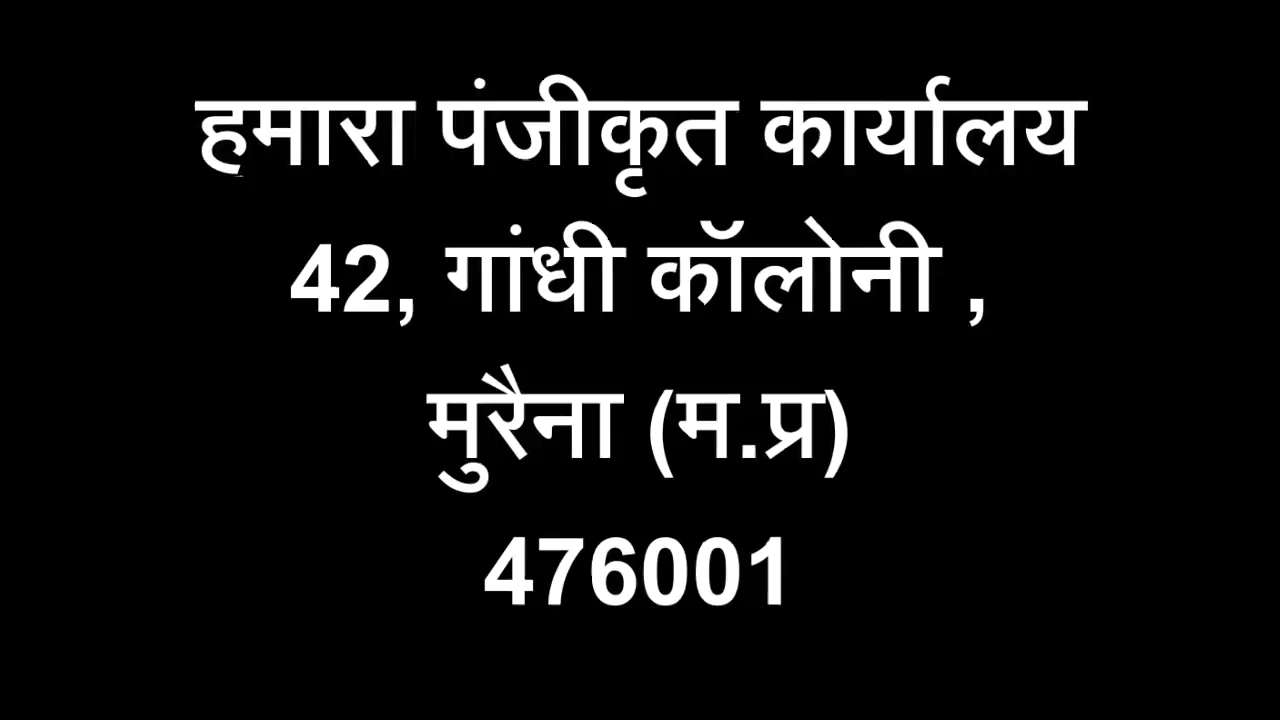 हमारा पंजीकृत कार्यालय
42, गांधी कॉलोनी ,
मुरैना (म.प्र)
476001